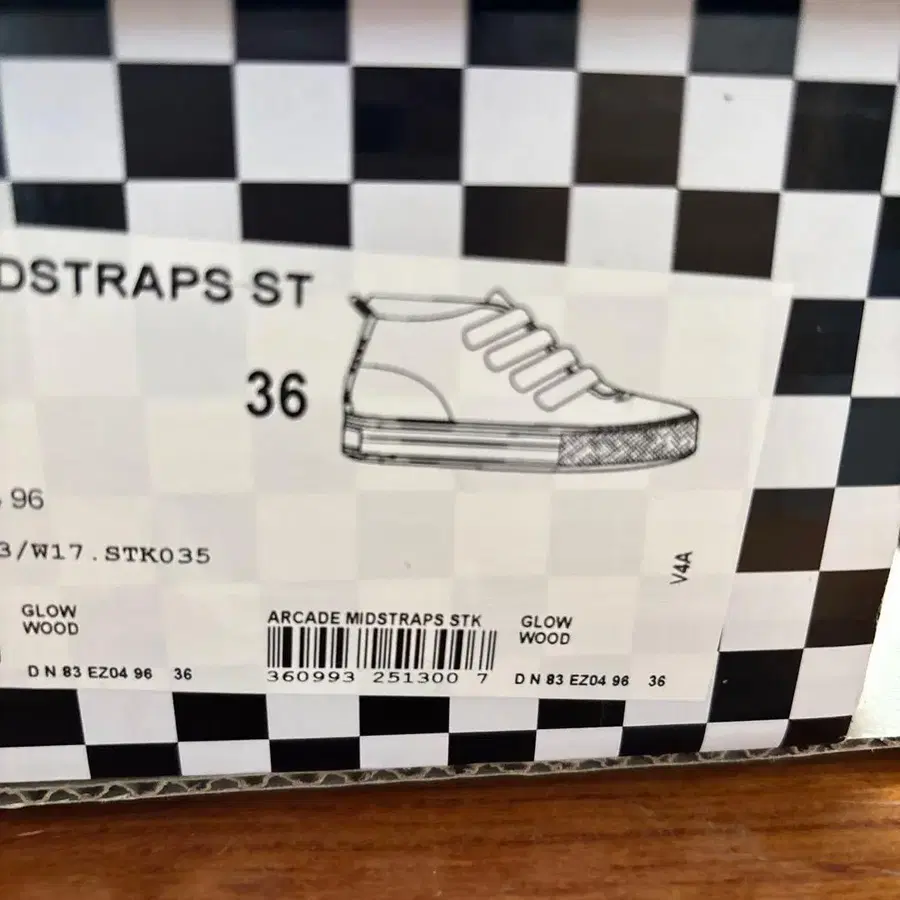 DSTRAPS ST
36
96
3/W17.STK035
V4A
GLOW
WOOD
D N 83 EZ04 96 36
ARCADE MIDSTRAPS STK
360993 251300 7
GLOW
WOOD
D N 83 EZ04 96 36